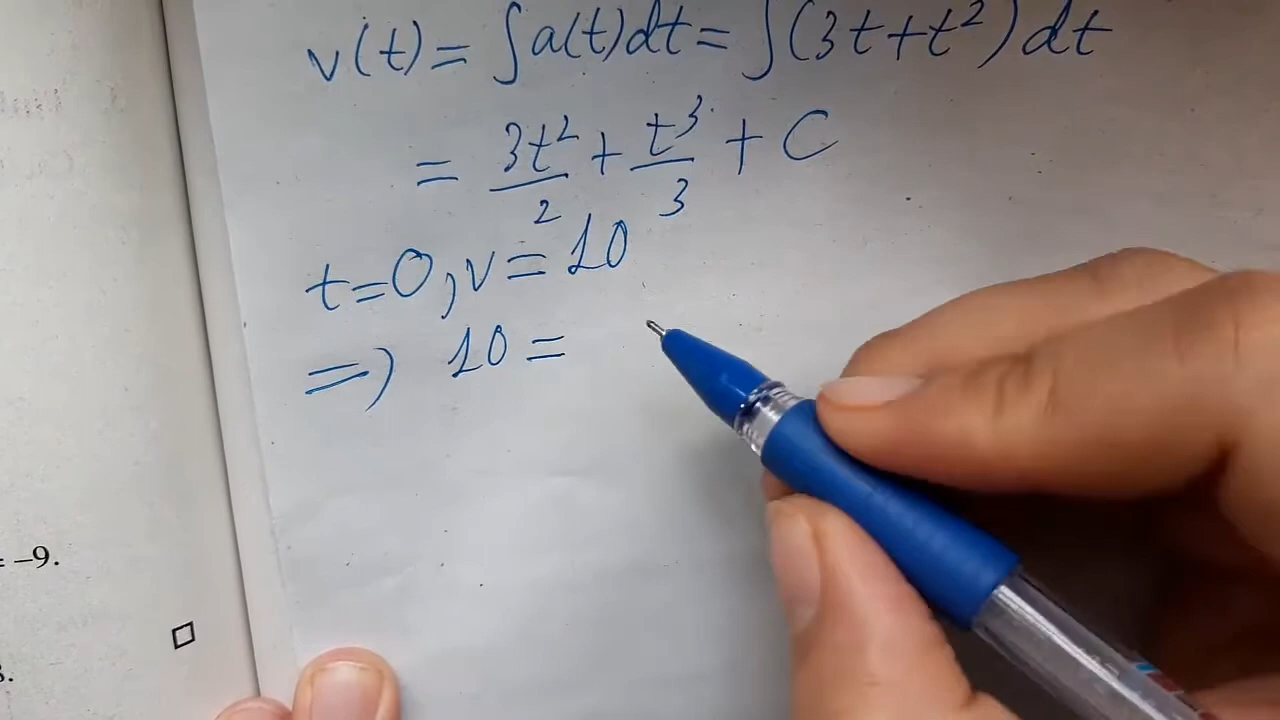 v(t) = ∫a(t)dt = ∫(3t+t²)dt
= 3t²/2 + t³/3 + C
t=0, v=10
=> 10 =
= –9.